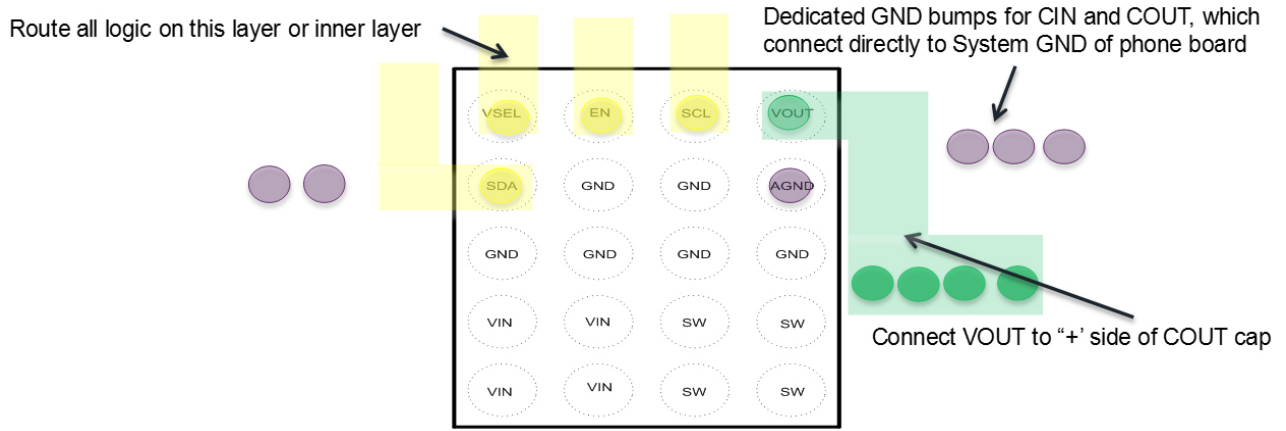 Route all logic on this layer or inner layer
Dedicated GND bumps for CIN and COUT, which
connect directly to System GND of phone board
VSEL EN SCL VOUT
SDA GND GND AGND
GND GND GND GND
VIN VIN SW SW
VIN VIN SW SW
Connect VOUT to “+’ side of COUT cap